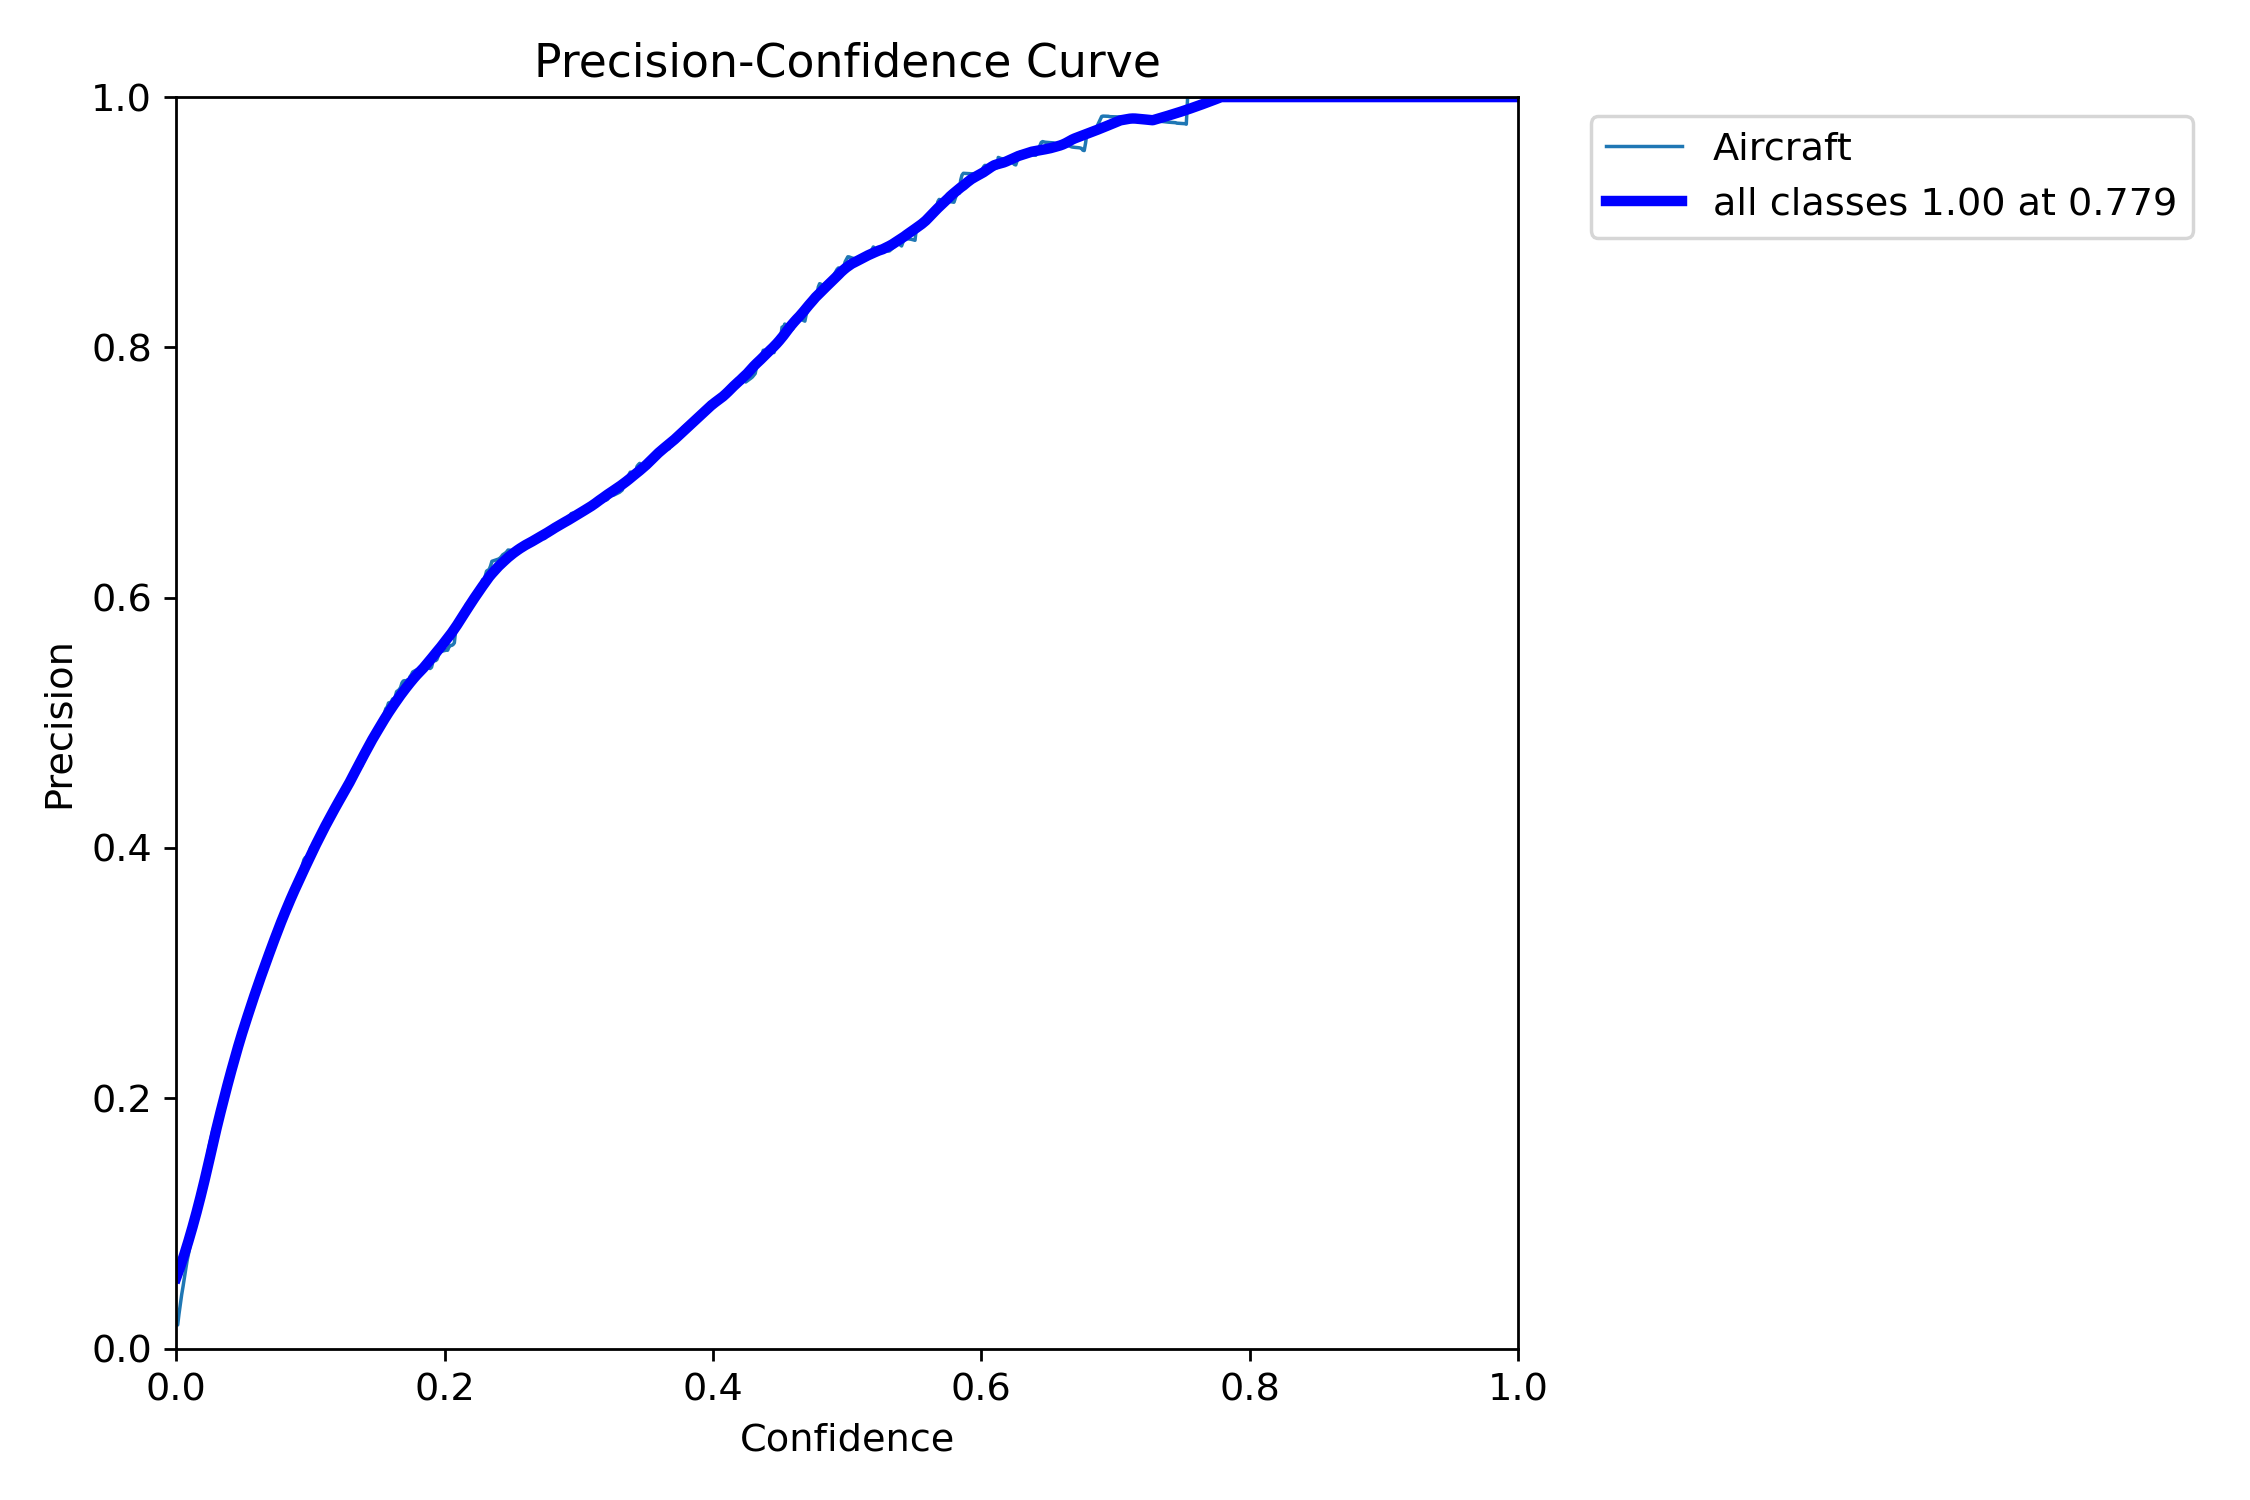 Precision-Confidence Curve
1.0
0.8
0.6
0.4
0.2
0.0
Precision
0.0 0.2 0.4 0.6 0.8 1.0
Confidence
Aircraft
all classes 1.00 at 0.779